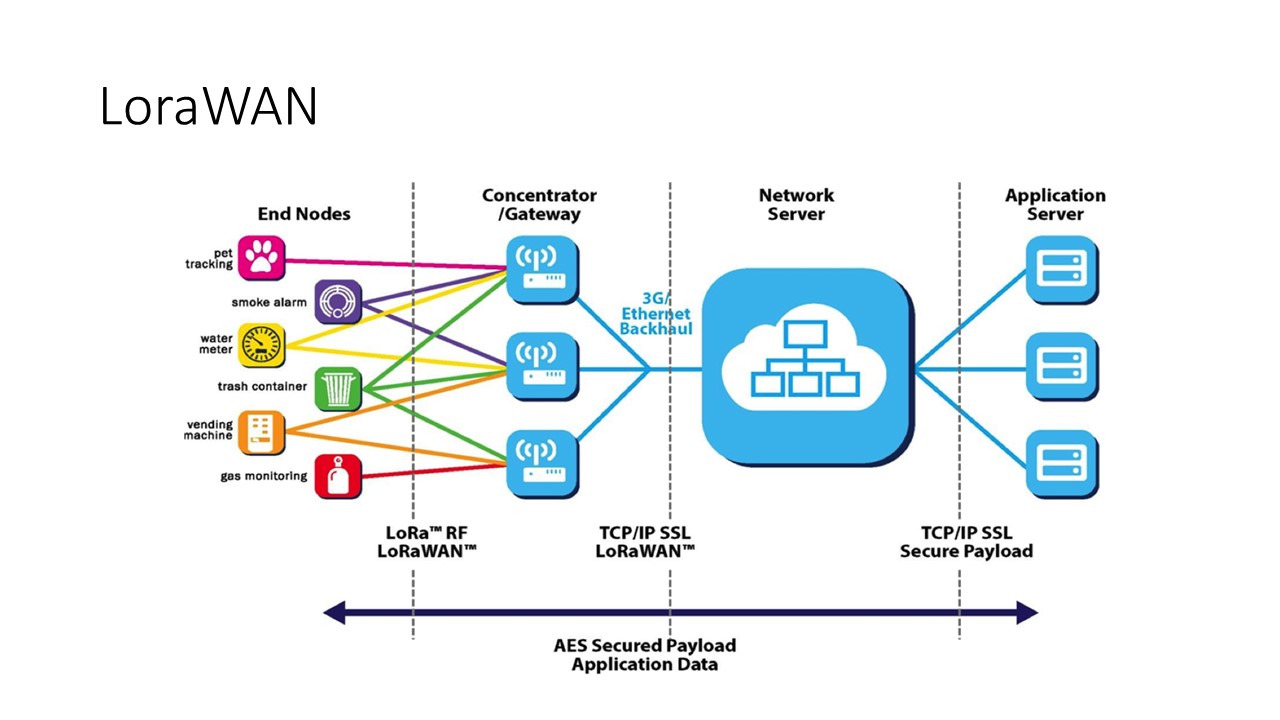 LoraWAN
End Nodes
Concentrator
/Gateway
Network
Server
Application
Server
pet
tracking
smoke alarm
water
meter
trash container
vending
machine
gas monitoring
3G/
Ethernet
Backhaul
LoRa™ RF
LoRaWAN™
TCP/IP SSL
LoRaWAN™
TCP/IP SSL
Secure Payload
AES Secured Payload
Application Data